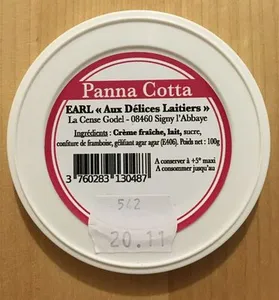 Panna Cotta
EARL « Aux Délices Laitiers »
La Cense Godel - 08460 Signy l'Abbaye
Ingrédients : Crème fraîche, lait, sucre,
confiture de framboise, gélifiant agar agar (E406). Poids net : 100g
A conserver à +5° maxi
A consommer jusqu'au
3 760283 130487
542
20.11